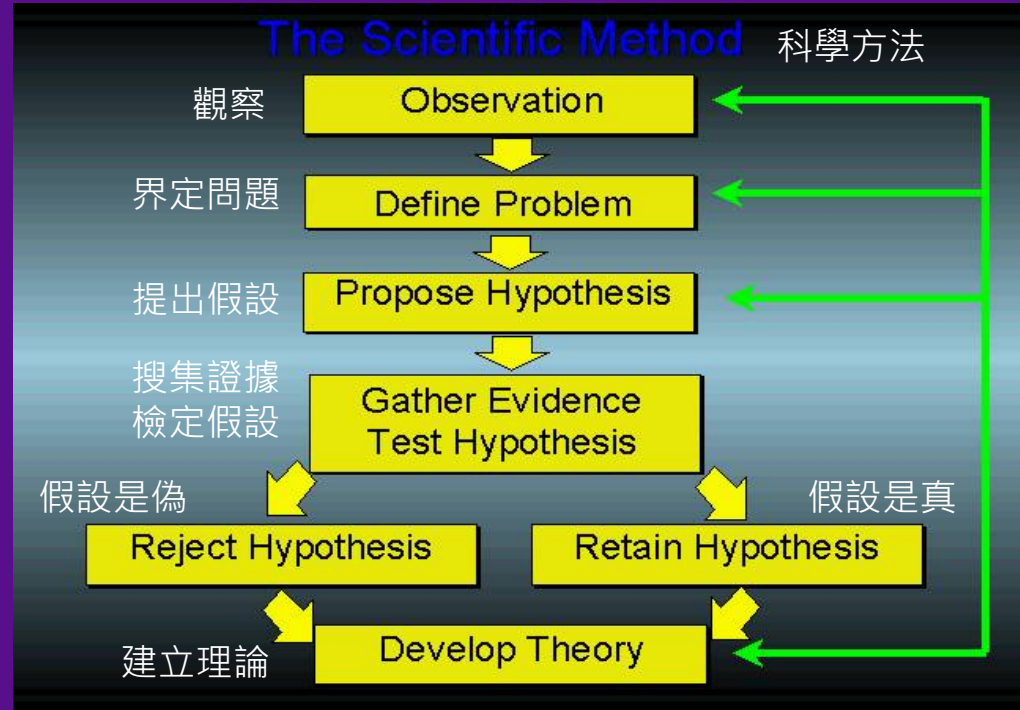 The Scientific Method 科學方法
觀察 Observation
界定問題 Define Problem
提出假設 Propose Hypothesis
搜集證據
檢定假設
Gather Evidence
Test Hypothesis
假設是偽 假設是真
Reject Hypothesis Retain Hypothesis
建立理論 Develop Theory